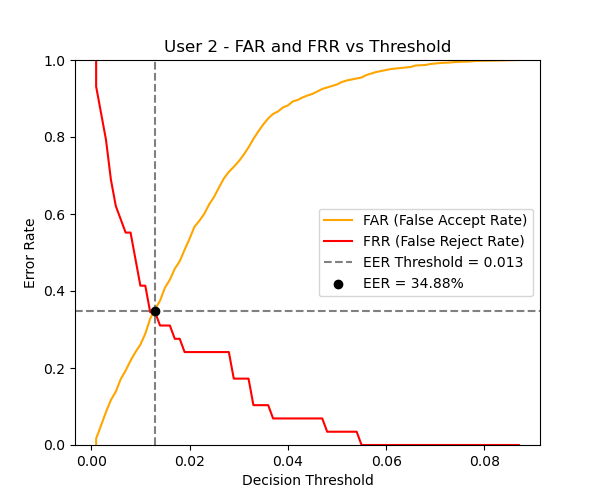 User 2 - FAR and FRR vs Threshold
1.0
0.8
0.6
0.4
0.2
0.0
Error Rate
FAR (False Accept Rate)
FRR (False Reject Rate)
EER Threshold = 0.013
EER = 34.88%
0.00 0.02 0.04 0.06 0.08
Decision Threshold